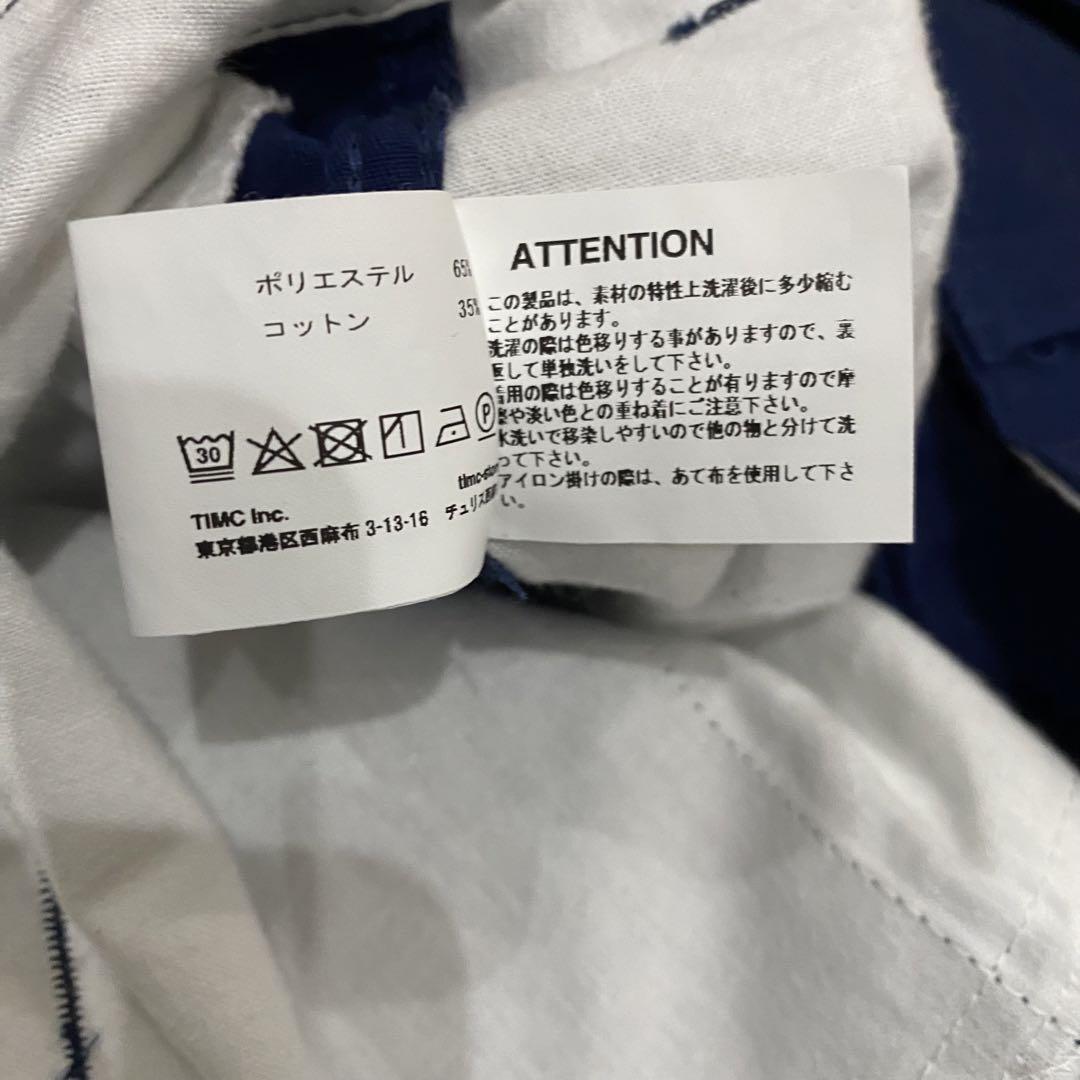 ポリエステル 65%
コットン 35%
30
TIMC Inc.
東京都港区西麻布 3-13-16
ATTENTION
この製品は、素材の特性上洗濯後に多少縮む
ことがあります。
洗濯の際は色移りする事がありますので、裏
返して単独洗いをして下さい。
着用の際は色移りすることが有りますので摩
擦や淡い色との重ね着にご注意下さい。
水洗いで移染しやすいので他の物と分けて洗
って下さい。
アイロン掛けの際は、あて布を使用して下さ
い。